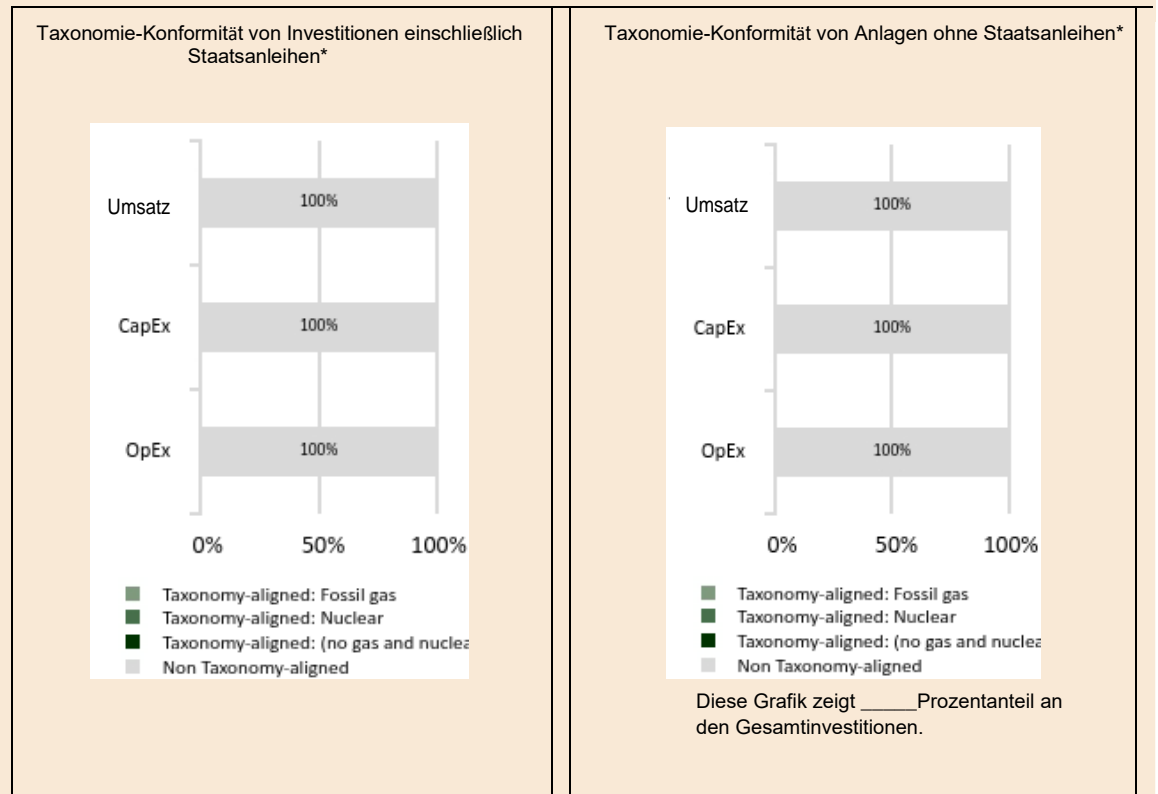 Taxonomie-Konformität von Investitionen einschließlich
Staatsanleihen*
Umsatz
100%
CapEx
100%
OpEx
100%
0% 50% 100%
Taxonomy-aligned: Fossil gas
Taxonomy-aligned: Nuclear
Taxonomy-aligned: (no gas and nuclea
Non Taxonomy-aligned
Taxonomie-Konformität von Anlagen ohne Staatsanleihen*
Umsatz
100%
CapEx
100%
OpEx
100%
0% 50% 100%
Taxonomy-aligned: Fossil gas
Taxonomy-aligned: Nuclear
Taxonomy-aligned: (no gas and nuclea
Non Taxonomy-aligned
Diese Grafik zeigt _____Prozentanteil an
den Gesamtinvestitionen.